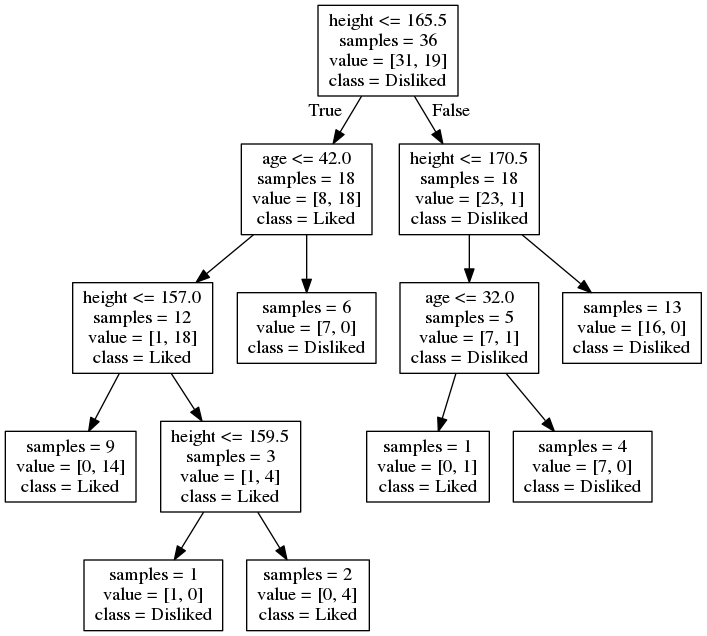 height <= 165.5
samples = 36
value = [31, 19]
class = Disliked
True
False
age <= 42.0
samples = 18
value = [8, 18]
class = Liked
height <= 170.5
samples = 18
value = [23, 1]
class = Disliked
height <= 157.0
samples = 12
value = [1, 18]
class = Liked
samples = 6
value = [7, 0]
class = Disliked
age <= 32.0
samples = 5
value = [7, 1]
class = Disliked
samples = 13
value = [16, 0]
class = Disliked
samples = 9
value = [0, 14]
class = Liked
height <= 159.5
samples = 3
value = [1, 4]
class = Liked
samples = 1
value = [0, 1]
class = Liked
samples = 4
value = [7, 0]
class = Disliked
samples = 1
value = [1, 0]
class = Disliked
samples = 2
value = [0, 4]
class = Liked